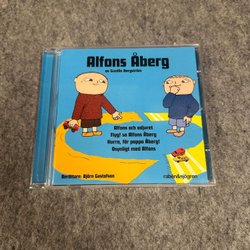 Alfons Åberg
av Gunilla Bergström
Alfons och odjuret
Flyg! sa Alfons Åberg
Hurra, för pappa Åberg!
Osynligt med Alfons
Berättare: Björn Gustafson
rabén&sjögren